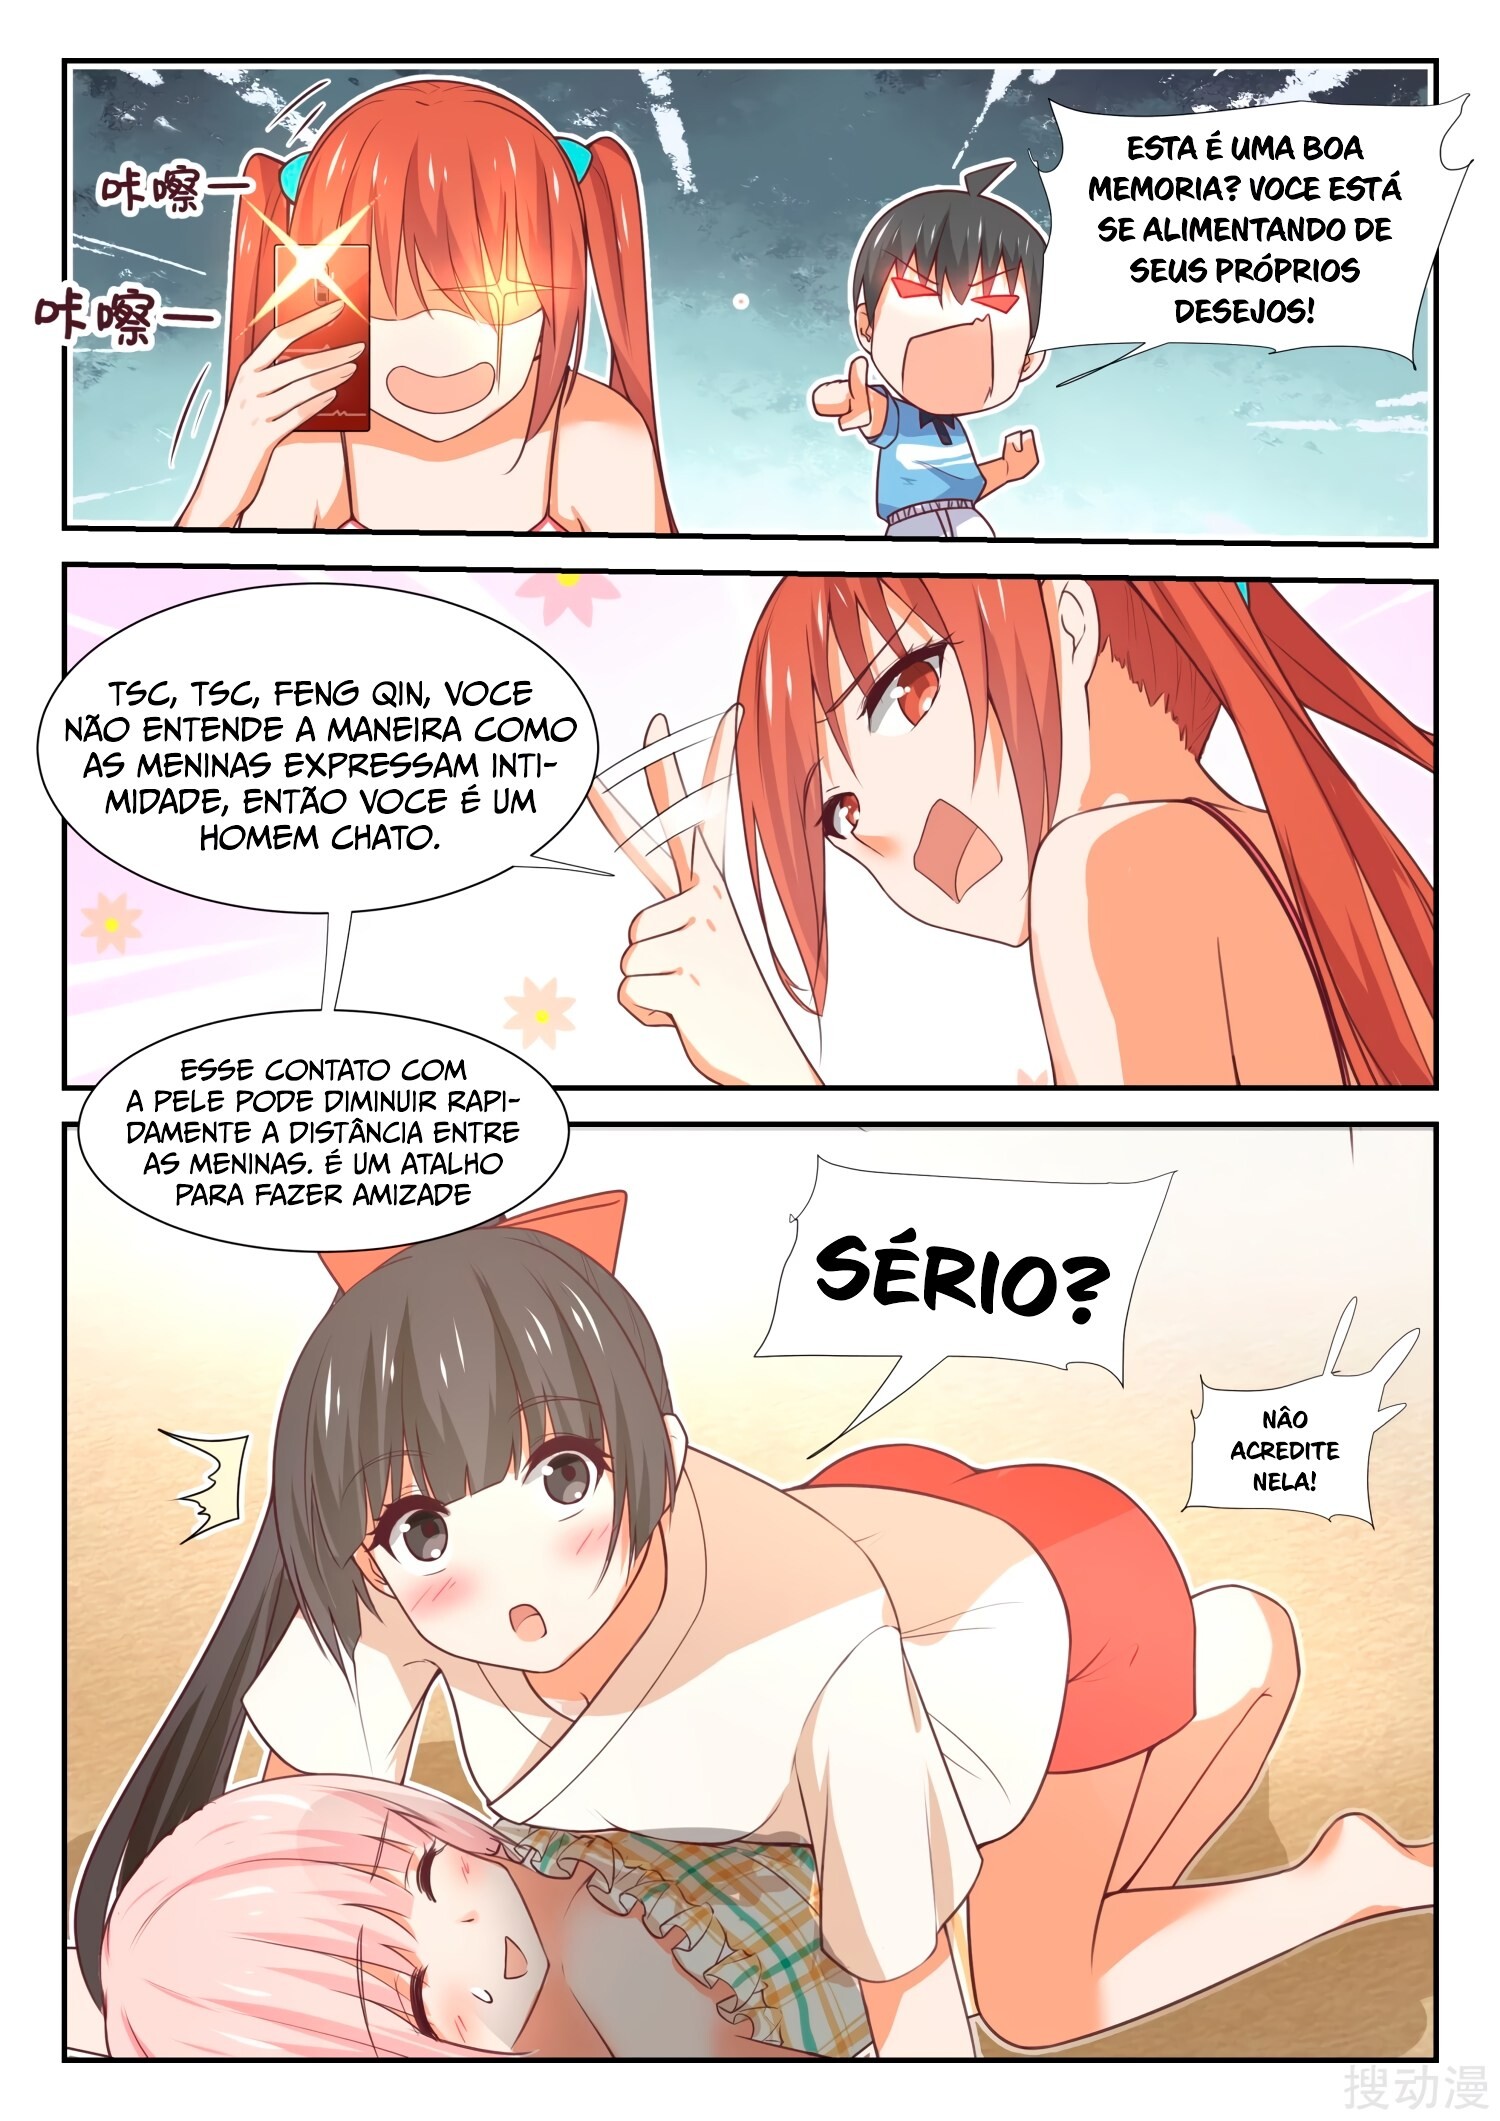 咔嚓一
咔嚓一
ESTA É UMA BOA
MEMORIA? VOCE ESTÁ
SE ALIMENTANDO DE
SEUS PRÓPRIOS
DESEJOS!
TSC, TSC, FENG QIN, VOCE
NÃO ENTENDE A MANEIRA COMO
AS MENINAS EXPRESSAM INTI-
MIDADE, ENTÃO VOCE É UM
HOMEM CHATO.
ESSE CONTATO COM
A PELE PODE DIMINUIR RAPI-
DAMENTE A DISTÂNCIA ENTRE
AS MENINAS. É UM ATALHO
PARA FAZER AMIZADE
SÉRIO?
NÂO
ACREDITE
NELA!
搜动漫